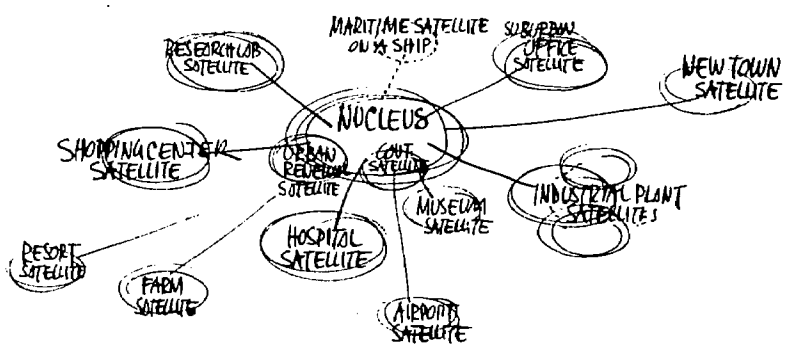 MARITIME SATELLITE
ON A SHIP
SUBURBAN
OFFICE
SATELLITE
RESEARCH LAB
SATELLITE
NEW TOWN
SATELLITE
NUCLEUS
SHOPPING CENTER
SATELLITE
URBAN
RENEWAL
SATELLITE
GOVT
SATELLITE
INDUSTRIAL PLANT
SATELLITES
MUSEUM
SATELLITE
HOSPITAL
SATELLITE
RESORT
SATELLITE
FARM
SATELLITE
AIRPORT
SATELLITE